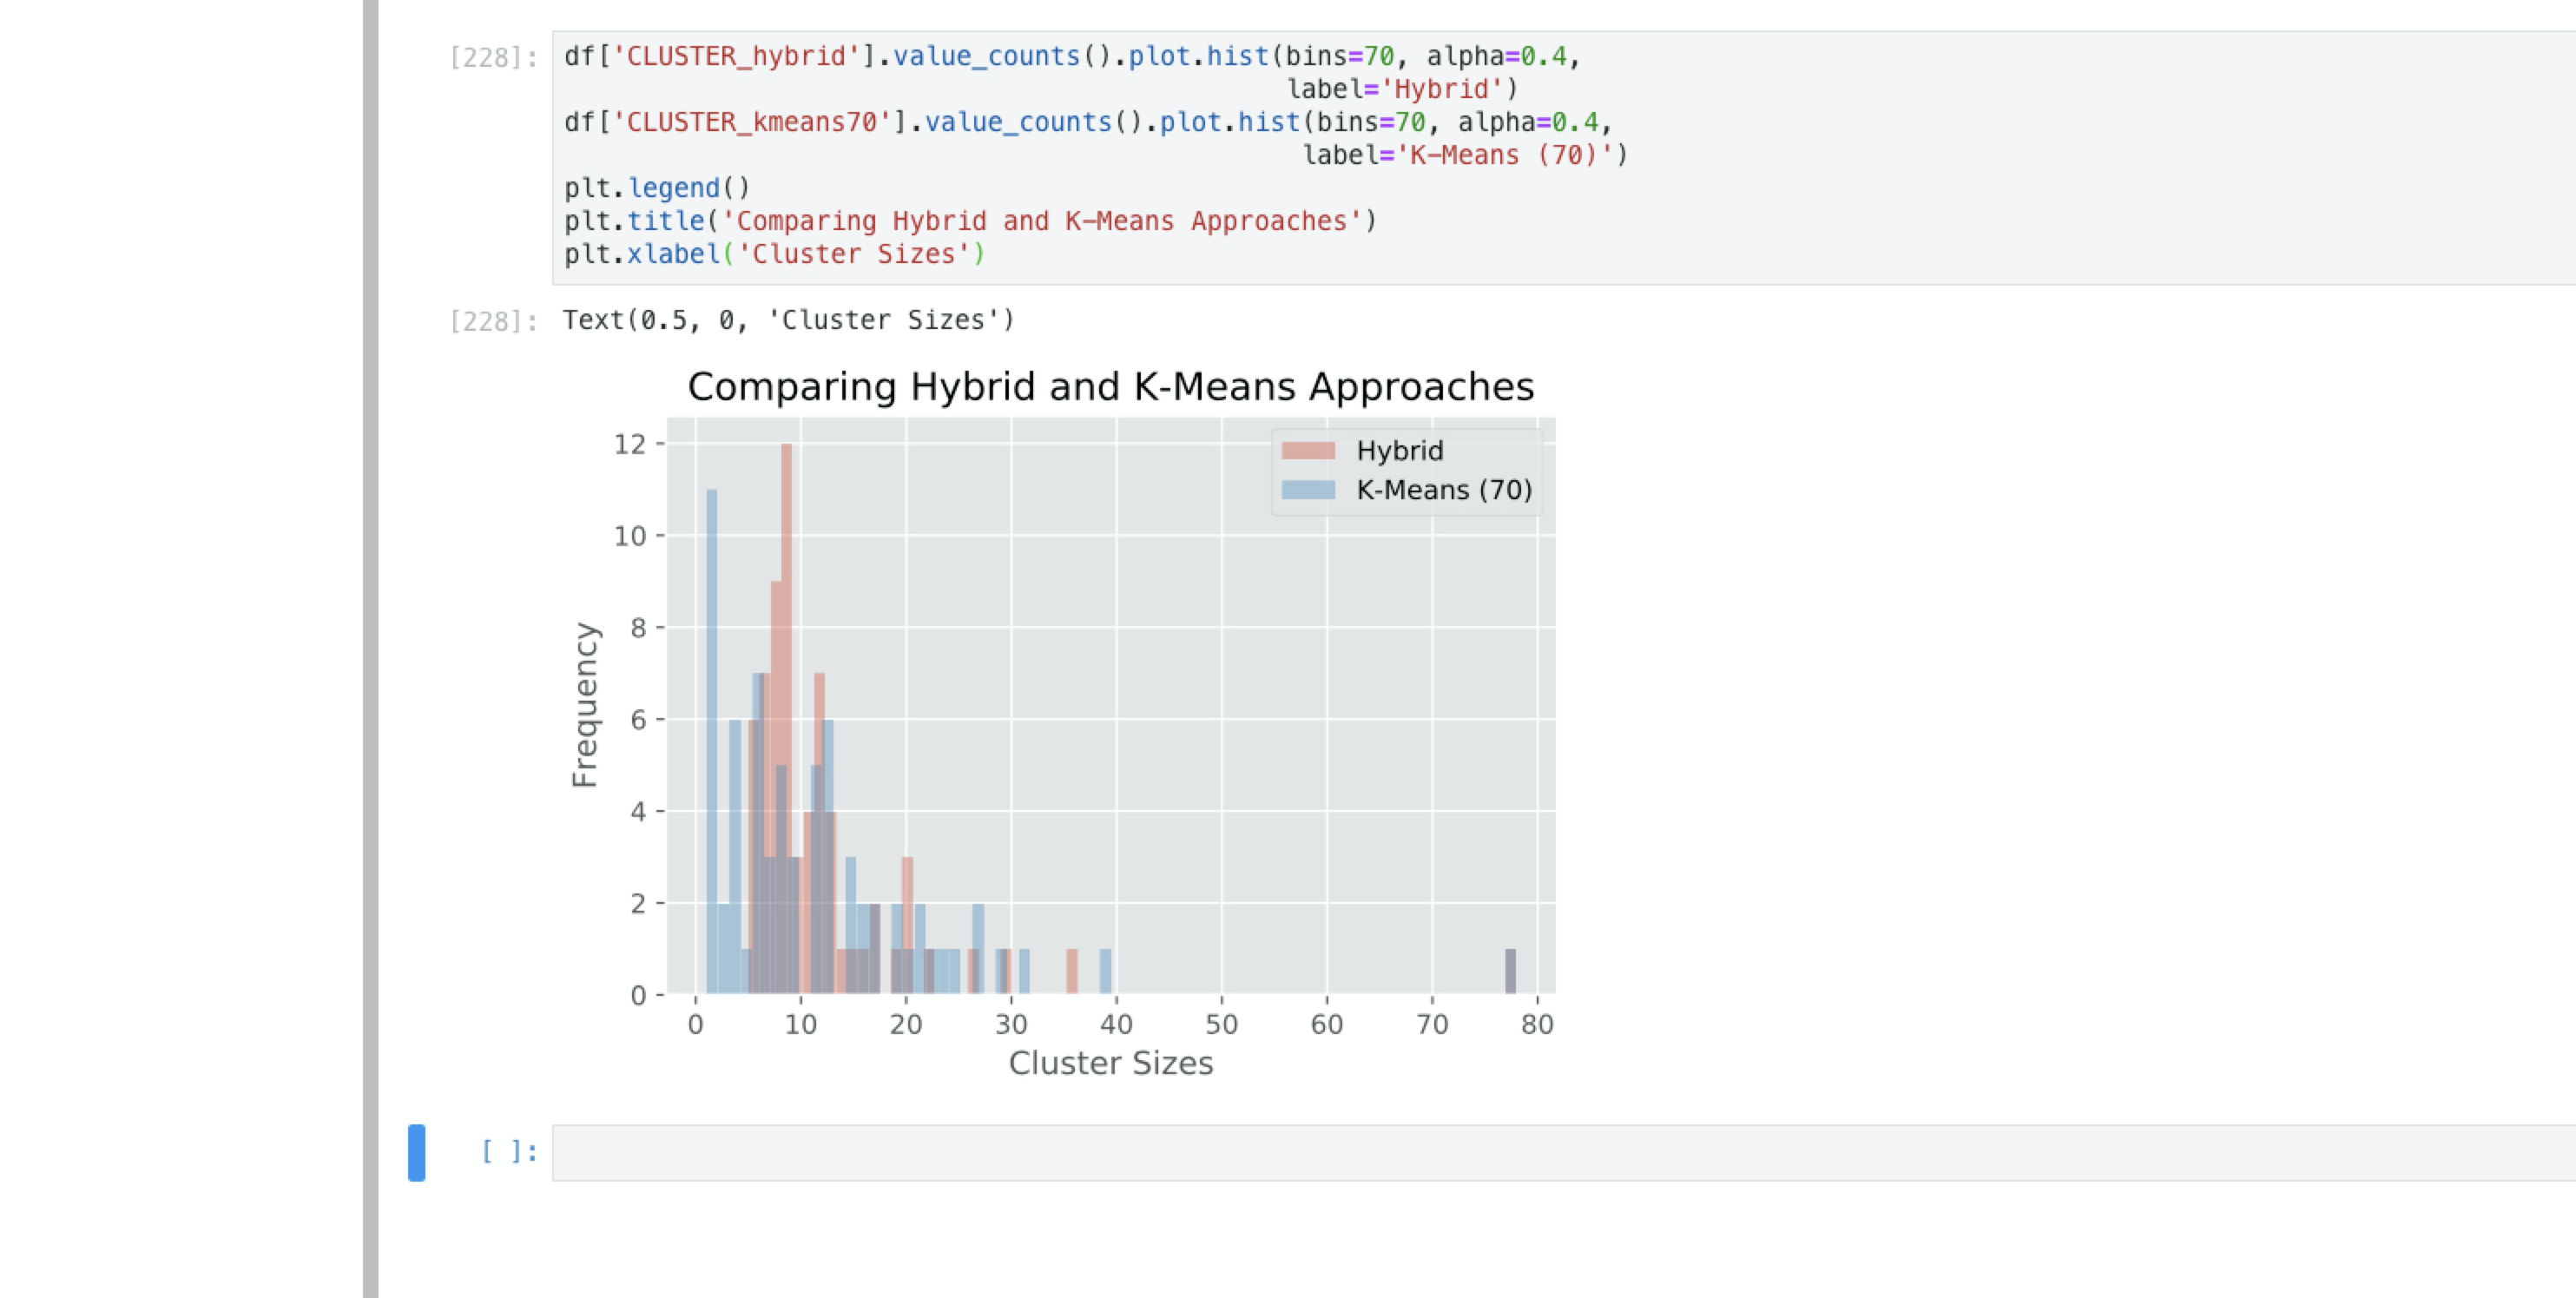 [228]: df['CLUSTER_hybrid'].value_counts().plot.hist(bins=70, alpha=0.4,
label='Hybrid')
df['CLUSTER_kmeans70'].value_counts().plot.hist(bins=70, alpha=0.4,
label='K-Means (70)')
plt.legend()
plt.title('Comparing Hybrid and K-Means Approaches')
plt.xlabel('Cluster Sizes')
[228]: Text(0.5, 0, 'Cluster Sizes')
Comparing Hybrid and K-Means Approaches
Hybrid
K-Means (70)
Frequency
12
10
8
6
4
2
0
0 10 20 30 40 50 60 70 80
Cluster Sizes
[ ]: